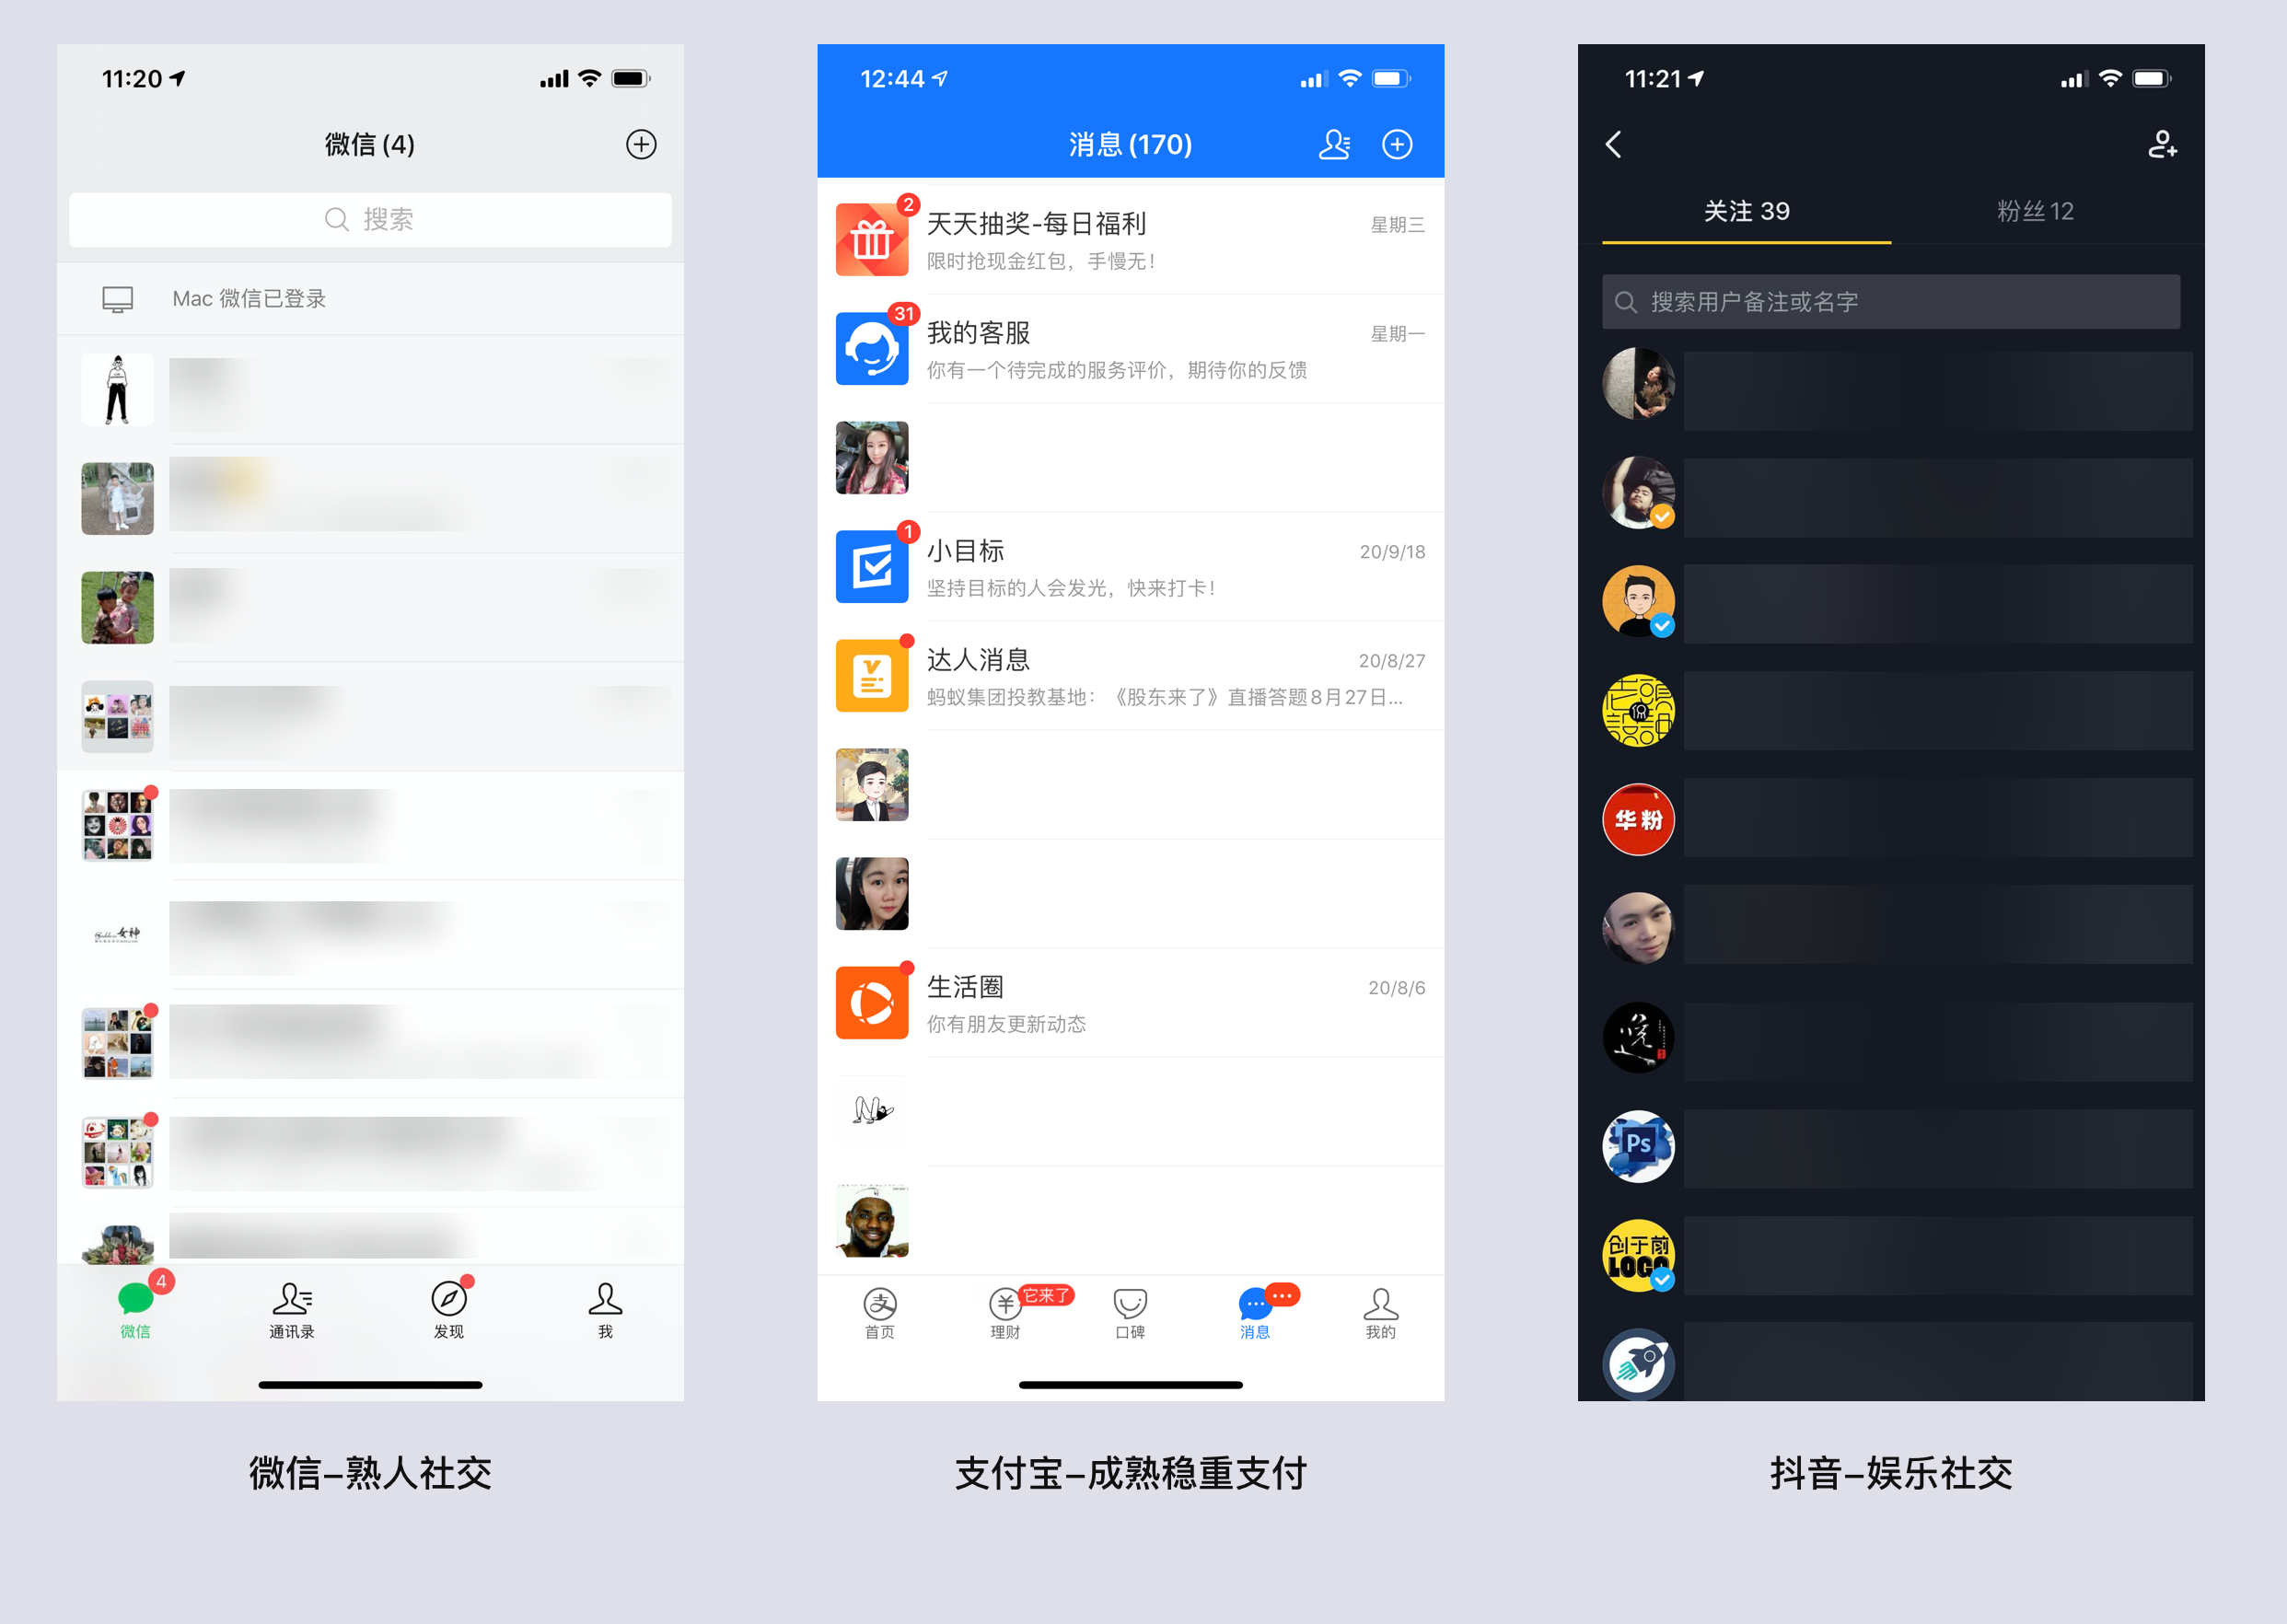 11:20
微信 (4)
搜索
Mac 微信已登录
女神
4
微信
通讯录
发现
我
微信–熟人社交
12:44
消息 (170)
2
天天抽奖-每日福利
星期三
限时抢现金红包，手慢无！
31
我的客服
星期一
你有一个待完成的服务评价，期待你的反馈
1
小目标
20/9/18
坚持目标的人会发光，快来打卡！
达人消息
20/8/27
蚂蚁集团投教基地：《股东来了》直播答题8月27日...
生活圈
20/8/6
你有朋友更新动态
支
首页
它来了
理财
口碑
消息
我的
支付宝–成熟稳重支付
11:21
关注 39
粉丝 12
搜索用户备注或名字
华粉
Ps
创于前
LOGO
抖音–娱乐社交